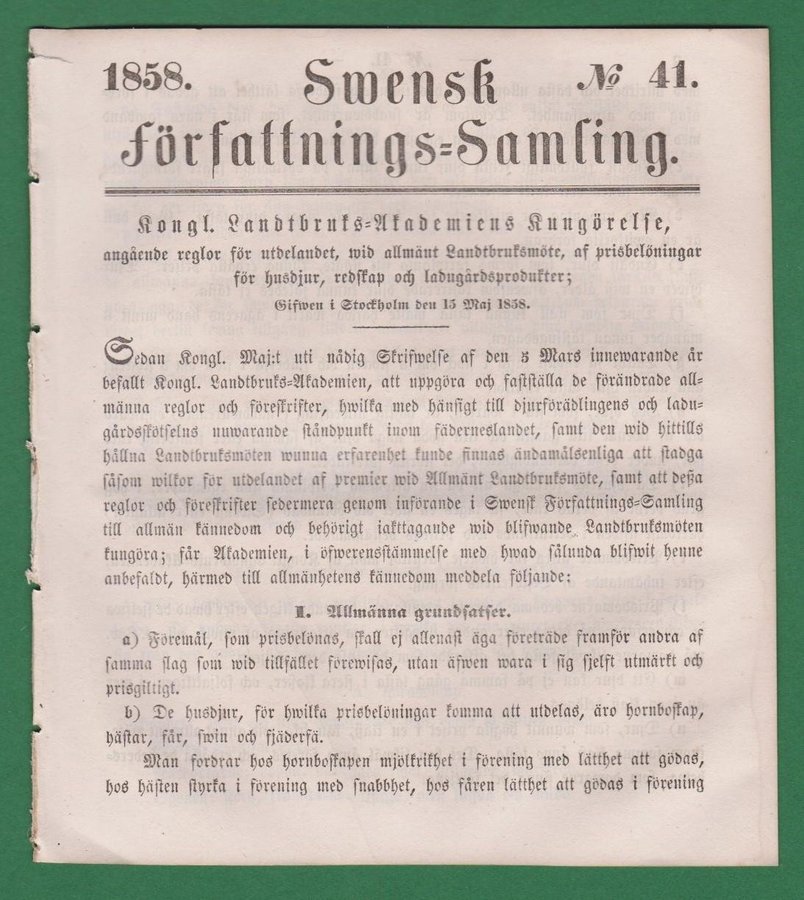 1858. Swensk № 41.
Författnings=Samling.
Kongl. Landtbruks=Akademiens Kungörelse,
angående reglor för utdelandet, wid allmänt Landtbruksmöte, af prisbelöningar
för husdjur, redskap och ladugårdsprodukter;
Gifwen i Stockholm den 15 Maj 1858.
Sedan Kongl. Maj:t uti nådig Skrifwelse af den 5 Mars innewarande år
befallt Kongl. Landtbruks=Akademien, att uppgöra och fastställa de förändrade all=
männa reglor och föreskrifter, hwilka med hänsigt till djurförädlingens och ladu=
gårdsskötselns nuwarande ståndpunkt inom fäderneslandet, samt den wid hittills
hållna Landtbruksmöten wunna erfarenhet kunde finnas ändamålsenliga att stadga
såsom wilkor för utdelandet af premier wid Allmänt Landtbruksmöte, samt att dessa
reglor och föreskrifter sedermera genom införande i Swensk Författnings=Samling
till allmän kännedom och behörigt iakttagande wid blifwande Landtbruksmöten
kungöra; får Akademien, i öfwerensstämmelse med hwad sålunda blifwit henne
anbefaldt, härmed till allmänhetens kännedom meddela följande:
I. Allmänna grundsatser.
a) Föremål, som prisbelönas, skall ej allenast äga företräde framför andra af
samma slag som wid tillfället förewisas, utan äfwen wara i sig sjelft utmärkt och
prisgiltigt.
b) De husdjur, för hwilka prisbelöningar komma att utdelas, äro hornboskap,
hästar, får, swin och fjäderfä.
Man fordrar hos hornboskapen mjölkrikhet i förening med lätthet att gödas,
hos hästen styrka i förening med snabbhet, hos fåren lätthet att gödas i förening